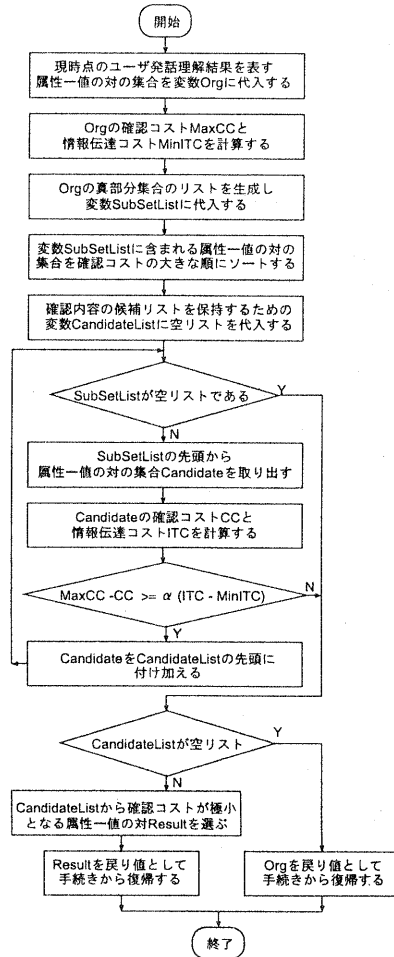 開始
現時点のユーザ発話理解結果を表す
属性ー値の対の集合を変数Orgに代入する
Orgの確認コストMaxCCと
情報伝達コストMinITCを計算する
Orgの真部分集合のリストを生成し
変数SubSetListに代入する
変数SubSetListに含まれる属性ー値の対の
集合を確認コストの大きな順にソートする
確認内容の候補リストを保持するための
変数CandidateListに空リストを代入する
SubSetListが空リストである
Y
N
SubSetListの先頭から
属性ー値の対の集合Candidateを取り出す
Candidateの確認コストCCと
情報伝達コストITCを計算する
MaxCC -CC >= α (ITC - MinITC)
N
Y
CandidateをCandidateListの先頭に
付け加える
CandidateListが空リスト
Y
N
CandidateListから確認コストが極小
となる属性ー値の対Resultを選ぶ
Resultを戻り値として
手続きから復帰する
Orgを戻り値として
手続きから復帰する
終了